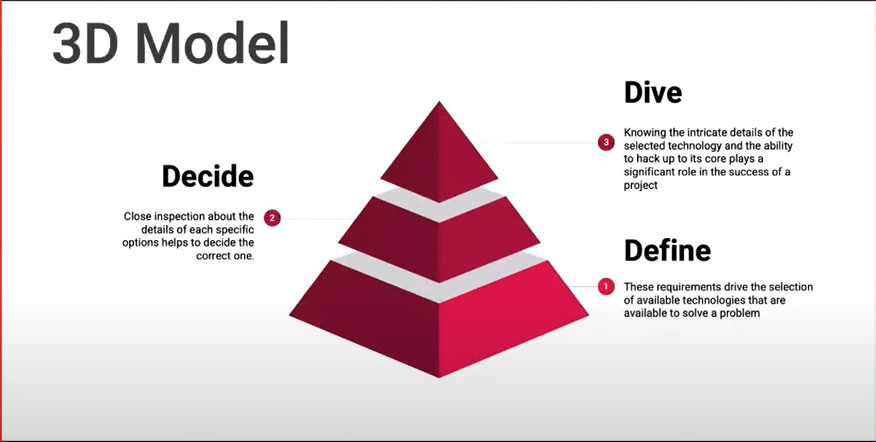 3D Model
Dive
3
Knowing the intricate details of the
selected technology and the ability
to hack up to its core plays a
significant role in the success of a
project
Decide
Close inspection about the
details of each specific
options helps to decide the
correct one.
2
Define
1
These requirements drive the selection
of available technologies that are
available to solve a problem